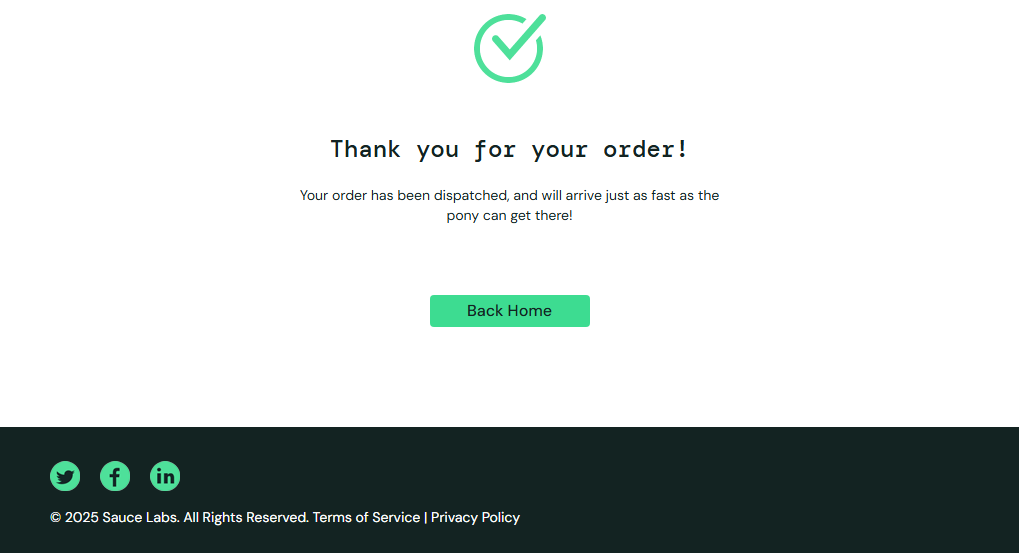 Thank you for your order!
Your order has been dispatched, and will arrive just as fast as the
pony can get there!
Back Home
© 2025 Sauce Labs. All Rights Reserved. Terms of Service | Privacy Policy